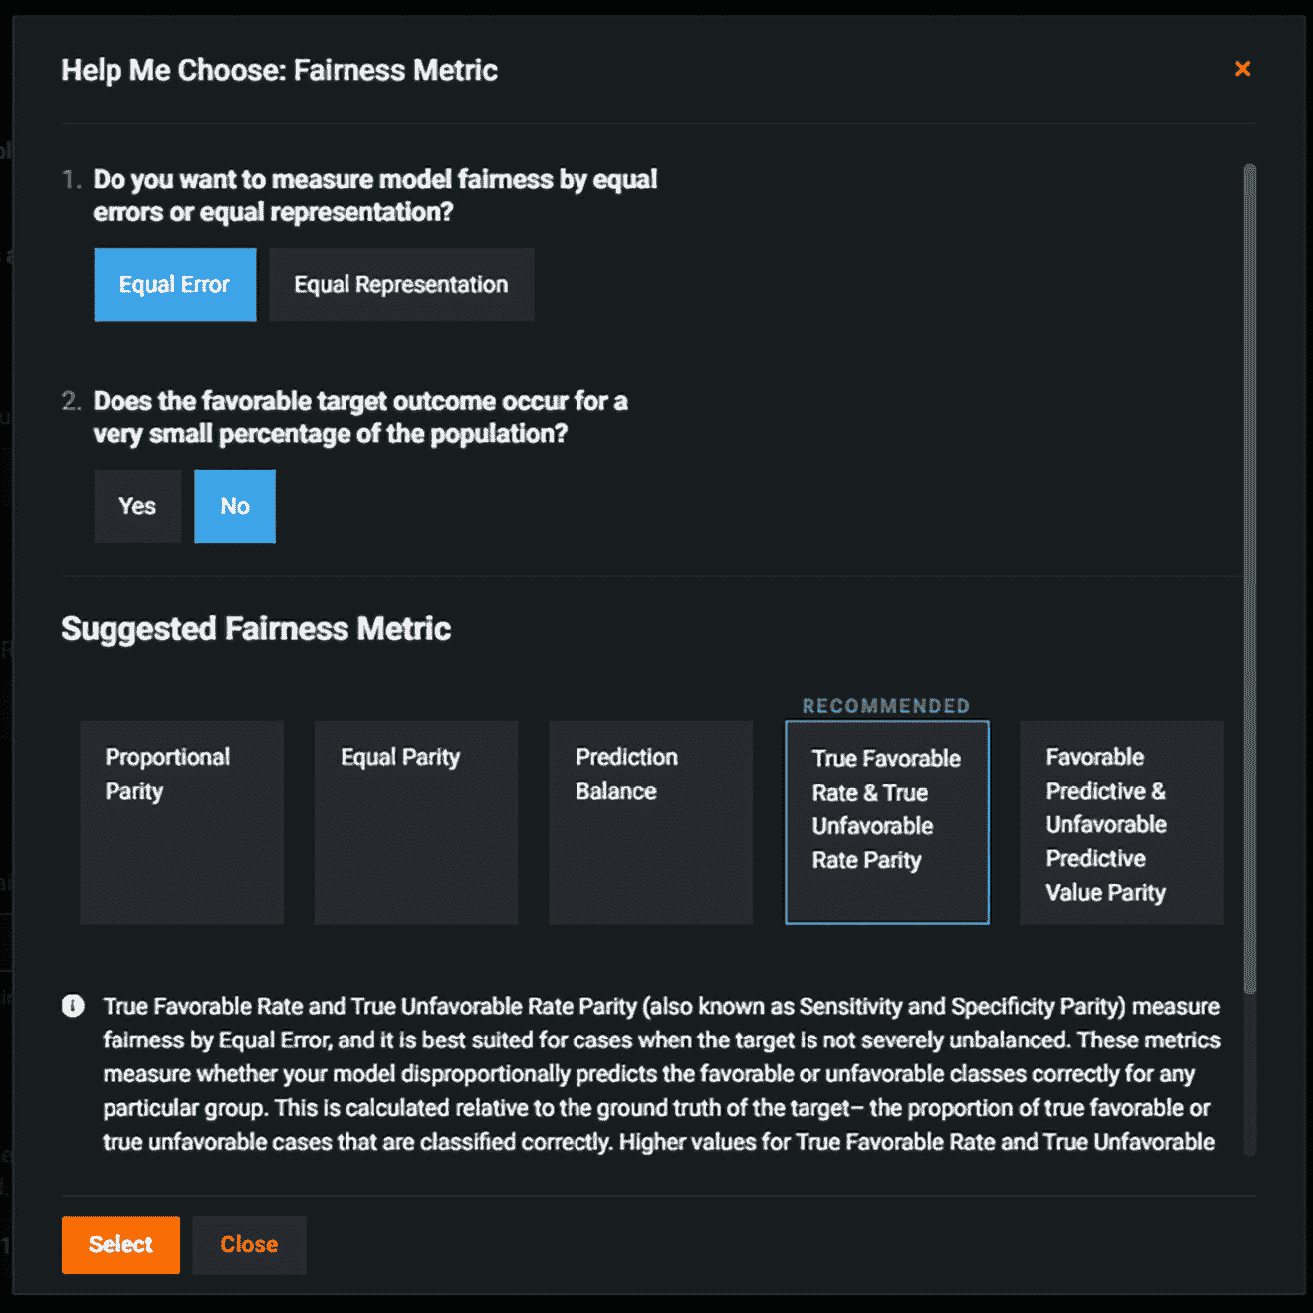 Help Me Choose: Fairness Metric
1. Do you want to measure model fairness by equal
errors or equal representation?
Equal Error
Equal Representation
2. Does the favorable target outcome occur for a
very small percentage of the population?
Yes
No
Suggested Fairness Metric
RECOMMENDED
Proportional
Parity
Equal Parity
Prediction
Balance
True Favorable
Rate & True
Unfavorable
Rate Parity
Favorable
Predictive &
Unfavorable
Predictive
Value Parity
True Favorable Rate and True Unfavorable Rate Parity (also known as Sensitivity and Specificity Parity) measure
fairness by Equal Error, and it is best suited for cases when the target is not severely unbalanced. These metrics
measure whether your model disproportionally predicts the favorable or unfavorable classes correctly for any
particular group. This is calculated relative to the ground truth of the target– the proportion of true favorable or
true unfavorable cases that are classified correctly. Higher values for True Favorable Rate and True Unfavorable
Select
Close